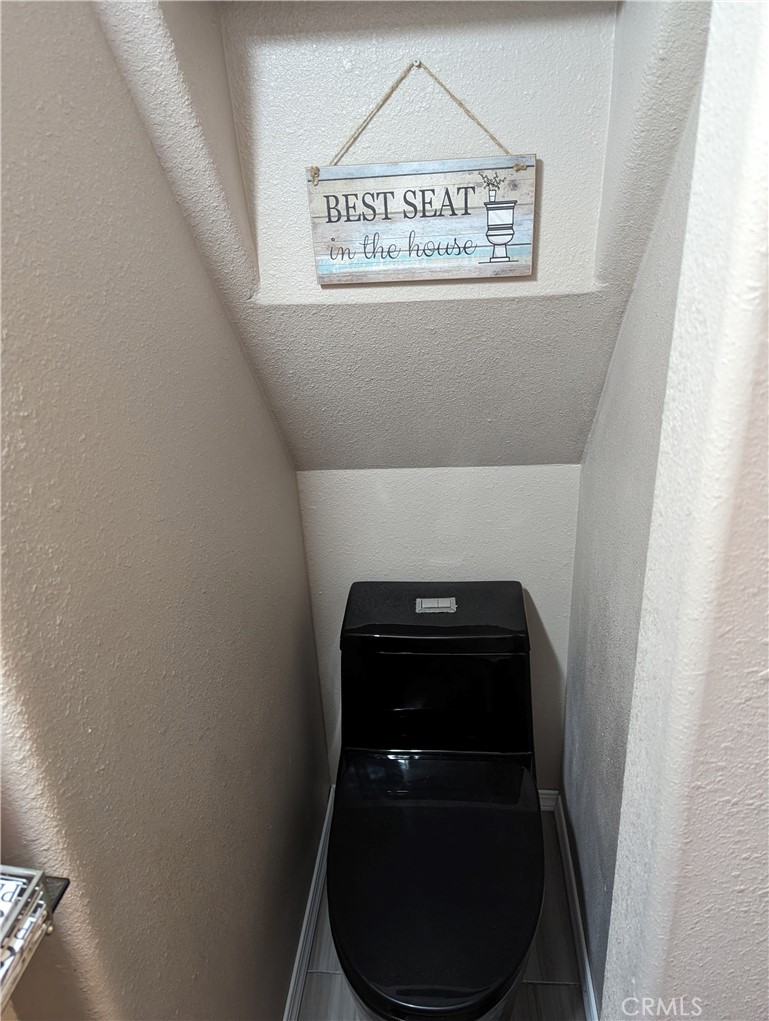 BEST SEAT
in the house
CRMLS